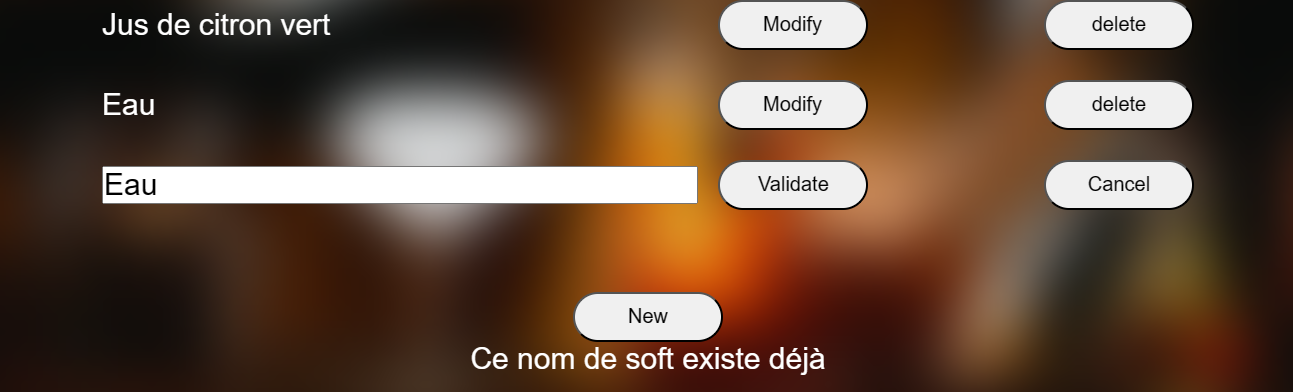 Jus de citron vert Modify delete
Eau Modify delete
Eau Validate Cancel
New
Ce nom de soft existe déjà